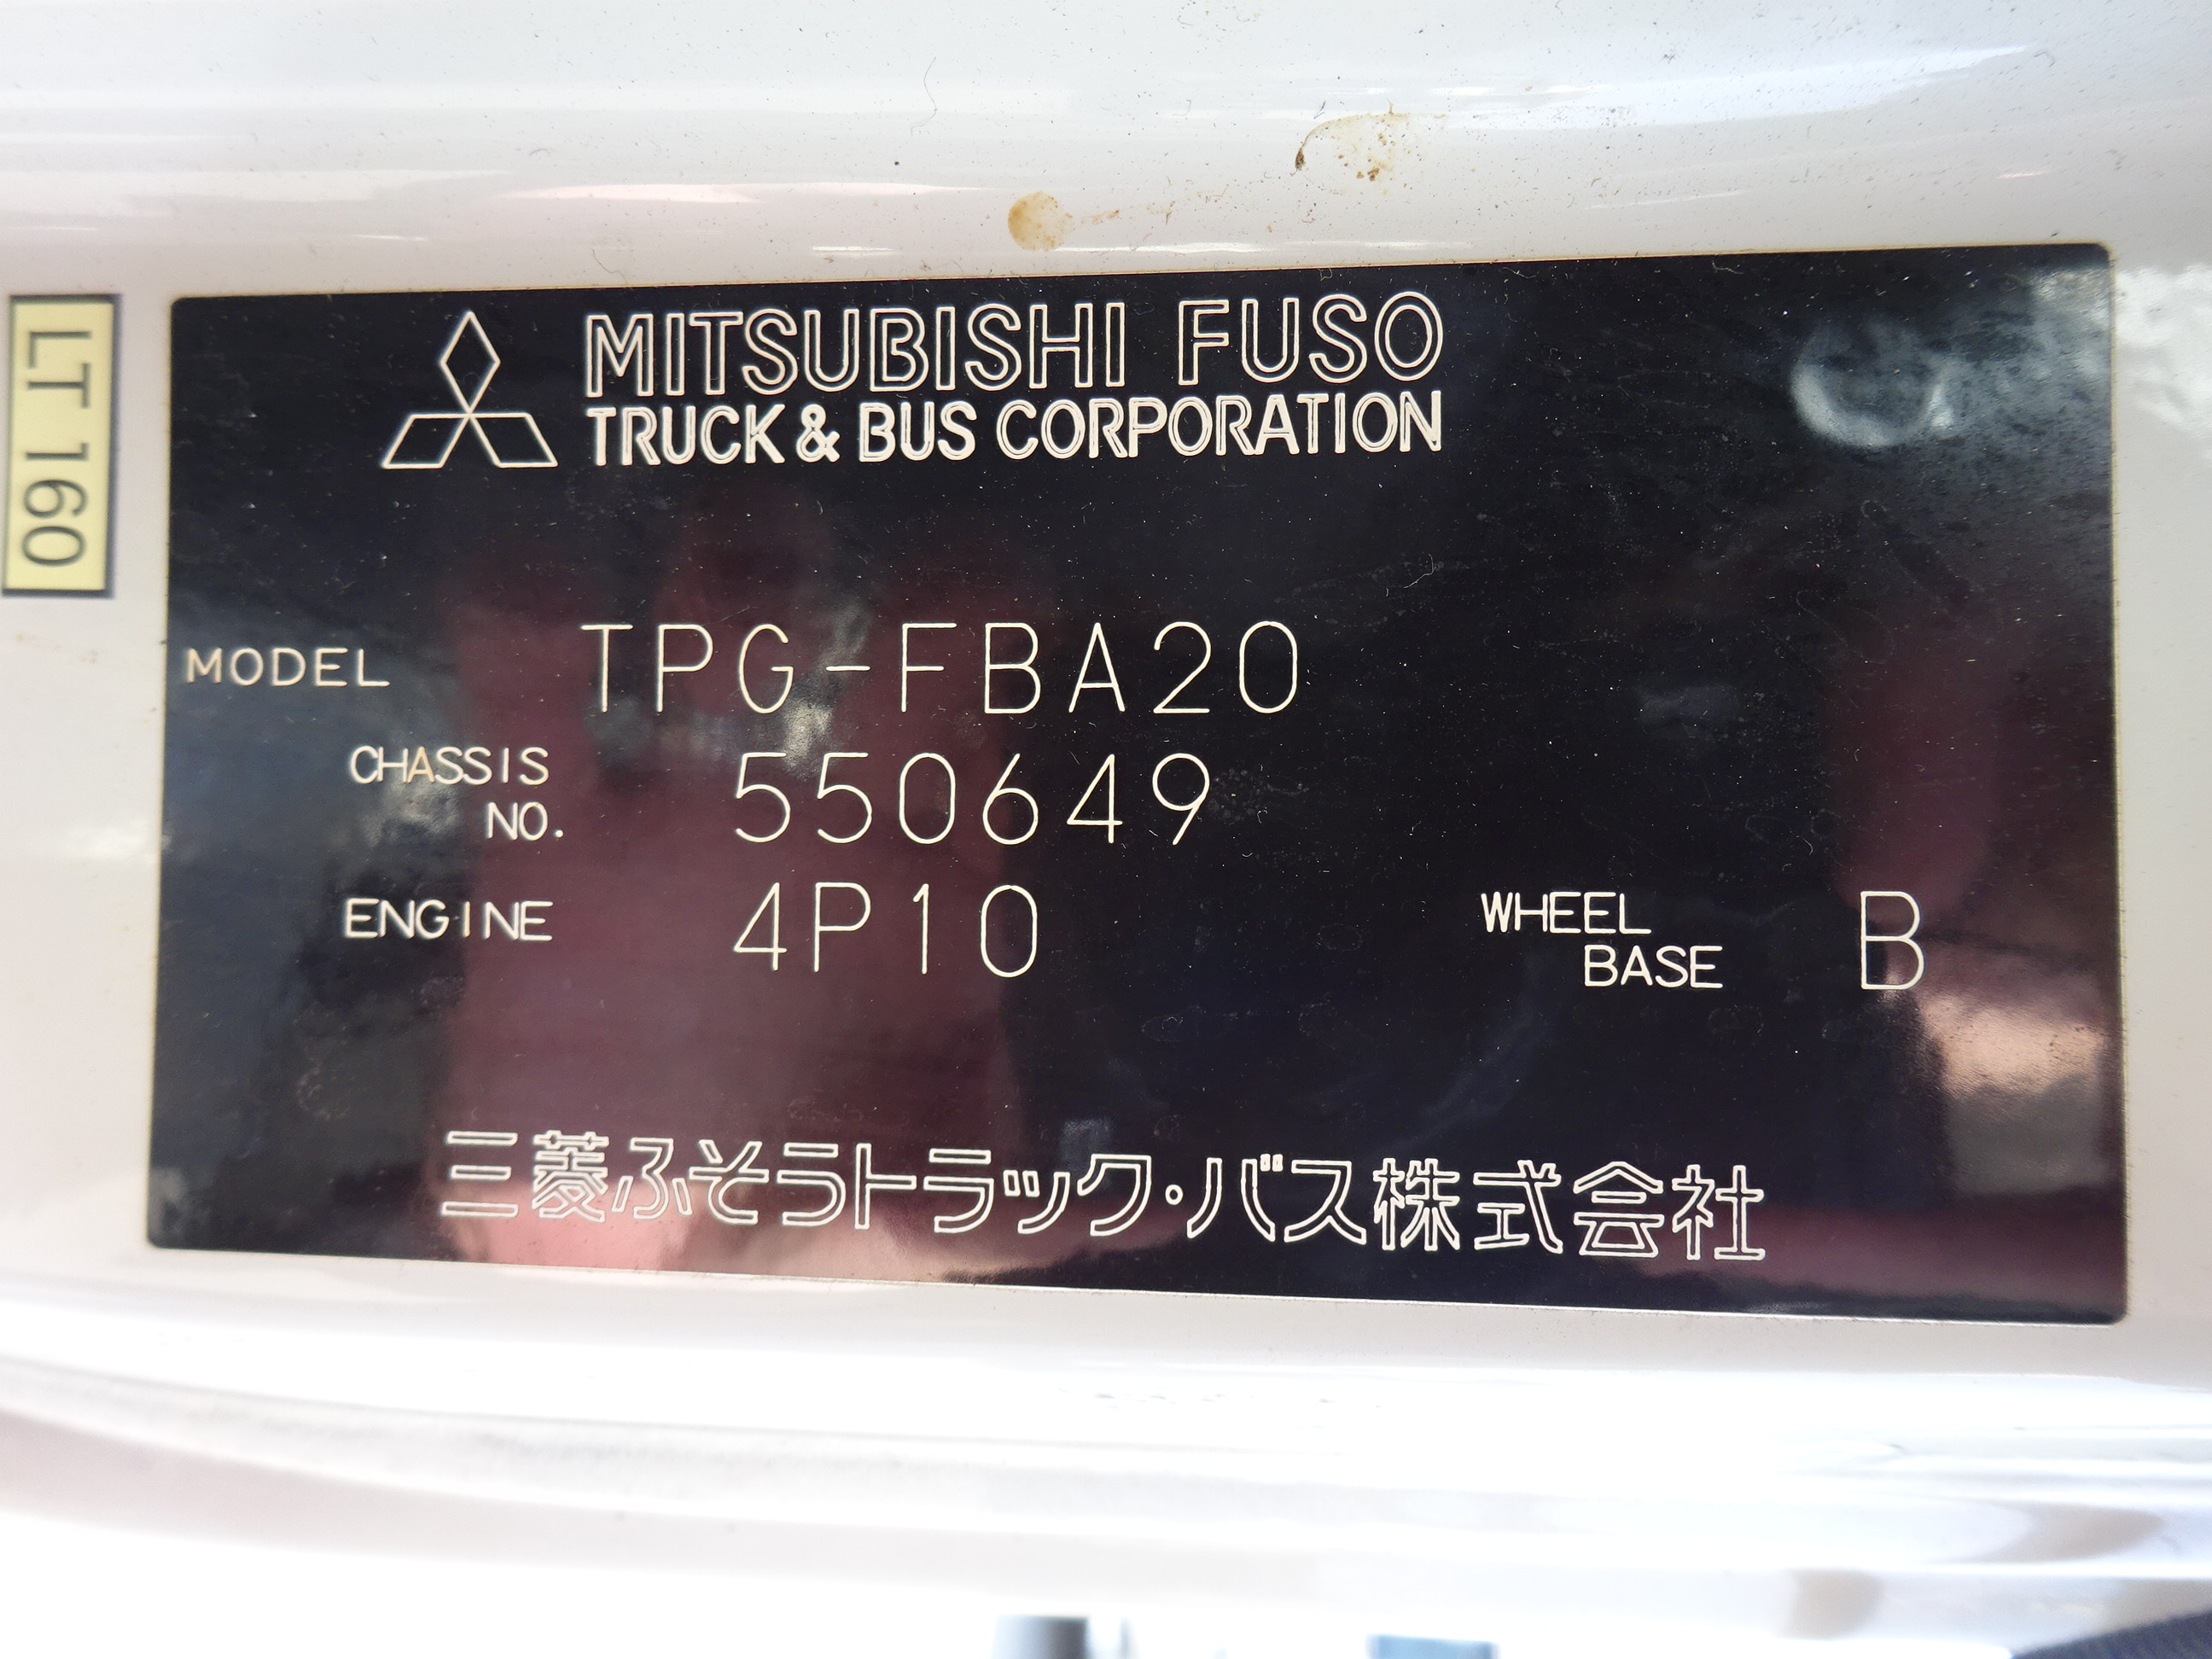 LT 160
MITSUBISHI FUSO
TRUCK & BUS CORPORATION
MODEL TPG-FBA20
CHASSIS
NO. 550649
ENGINE 4P10
WHEEL
BASE B
三菱ふそうトラック・バス株式会社